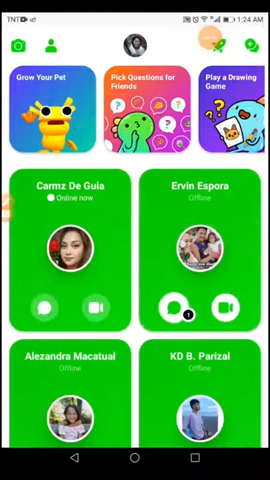 TNT
1:24 AM
Grow Your Pet
Pick Questions for
Friends
Play a Drawing
Game
Carmz De Guia
Online now
Ervin Espora
Offline
1
Alezandra Macatual
Offline
KD B. Parizal
Offline